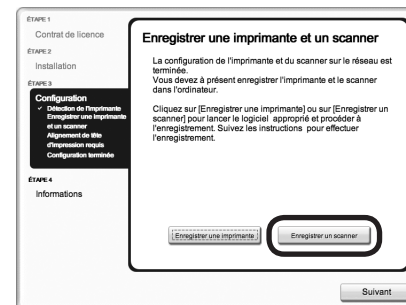 ÉTAPE 1
Contrat de licence
ÉTAPE 2
Installation
ÉTAPE 3
Configuration
✓ Détection de l'imprimante
Enregistrer une imprimante
et un scanner
Alignement de tête
d'impression requis
Configuration terminée
ÉTAPE 4
Informations
Enregistrer une imprimante et un scanner
La configuration de l'imprimante et du scanner sur le réseau est
terminée.
Vous devez à présent enregistrer l'imprimante et le scanner
dans l'ordinateur.
Cliquez sur [Enregistrer une imprimante] ou sur [Enregistrer un
scanner] pour lancer le logiciel approprié et procéder à
l'enregistrement. Suivez les instructions pour effectuer
l'enregistrement.
Enregistrer une imprimante
Enregistrer un scanner
Suivant